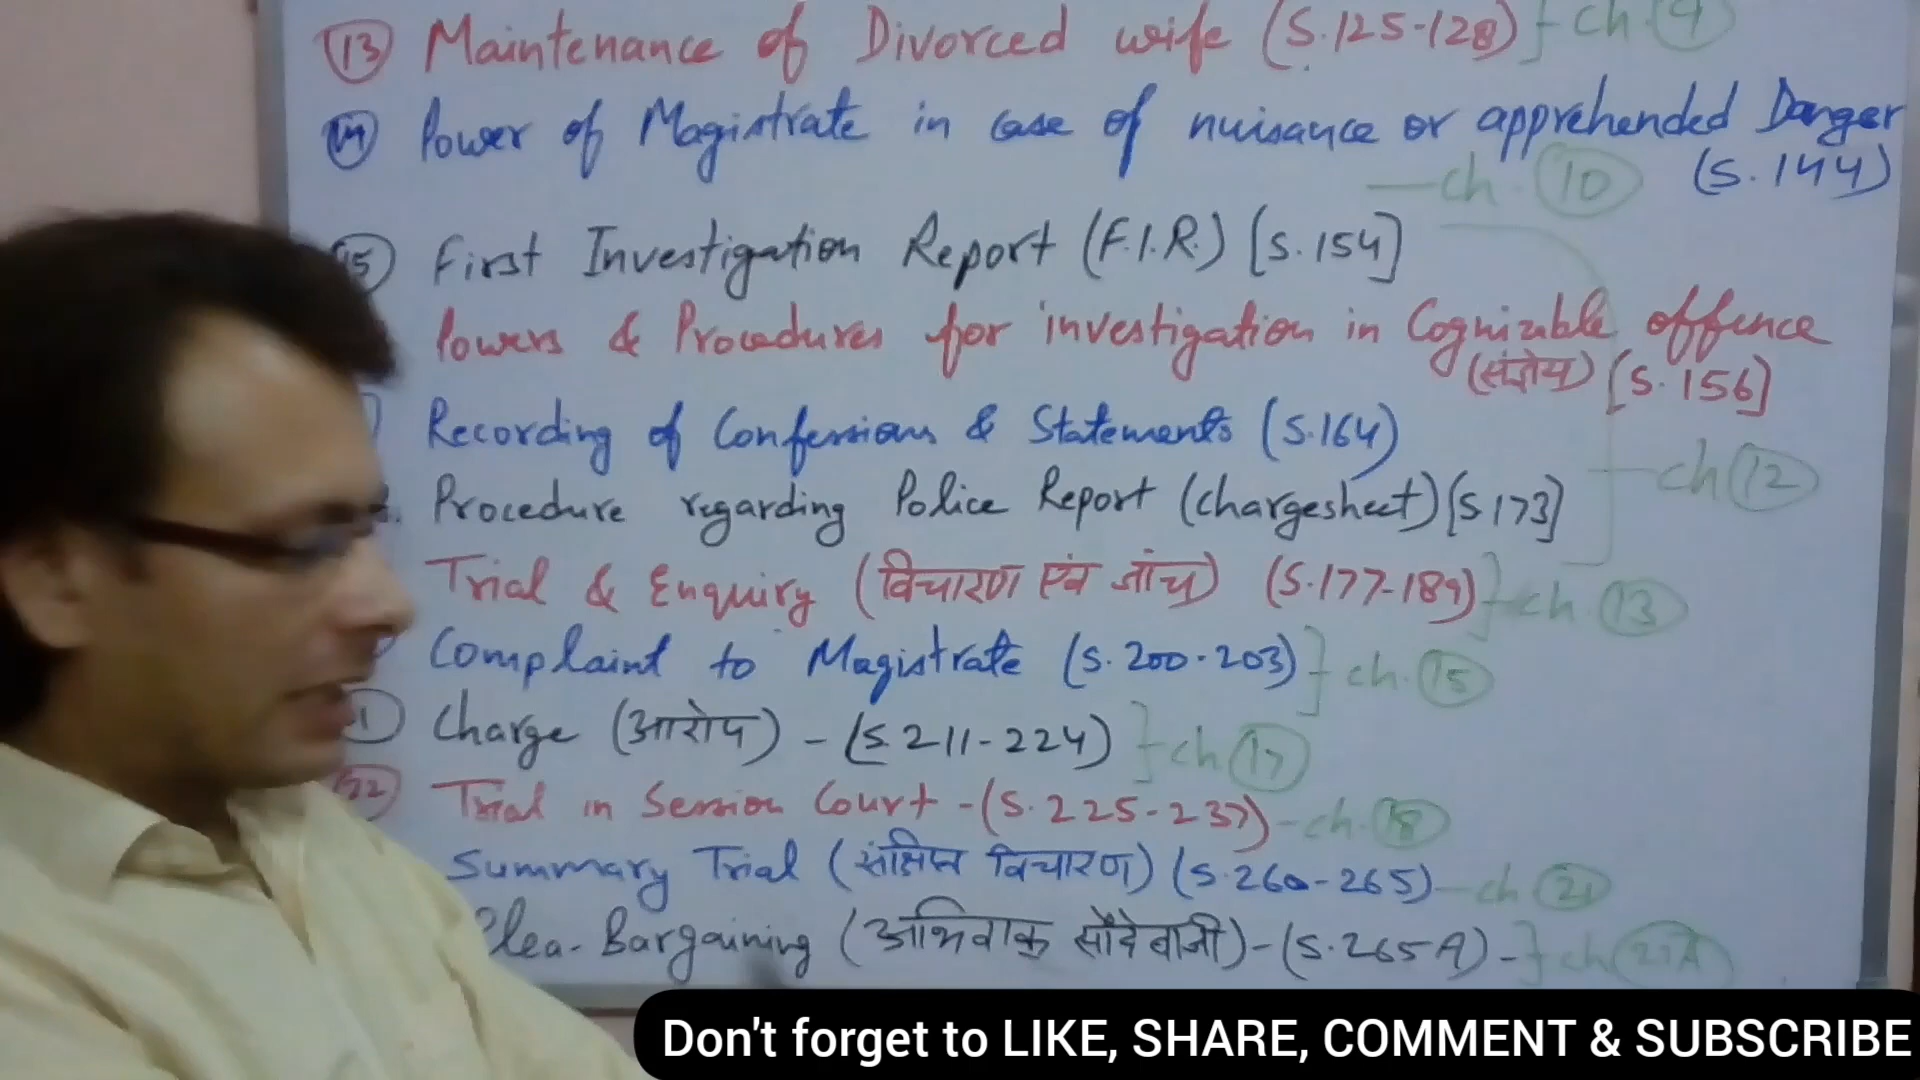 (13) Maintenance of Divorced wife (S.125-128) } ch. (9)
(14) Power of Magistrate in case of nuisance or apprehended Danger
— ch. (10) (S. 144)
(15) First Investigation Report (F.I.R.) [S. 154]
Powers & Procedures for investigation in Cognizable offence
(संज्ञेय) [S. 156]
Recording of Confessions & Statements (S.164)
— ch (12)
Procedure regarding Police Report (chargesheet) [S 173]
Trial & Enquiry (विचारण एंव जांच) (S.177-189) } ch. (13)
Complaint to Magistrate (S. 200-203) } ch. (15)
1 Charge (आरोप) - (S. 211-224) } ch (17)
(22) Trial in Session Court - (S. 225-237) - ch. (18)
Summary Trial (संक्षिप्त विचारण) (S. 260-265) - ch (21)
Plea-Bargaining (अभिवाक् सौदेबाजी) - (S. 265A) - } ch (21A)
Don't forget to LIKE, SHARE, COMMENT & SUBSCRIBE